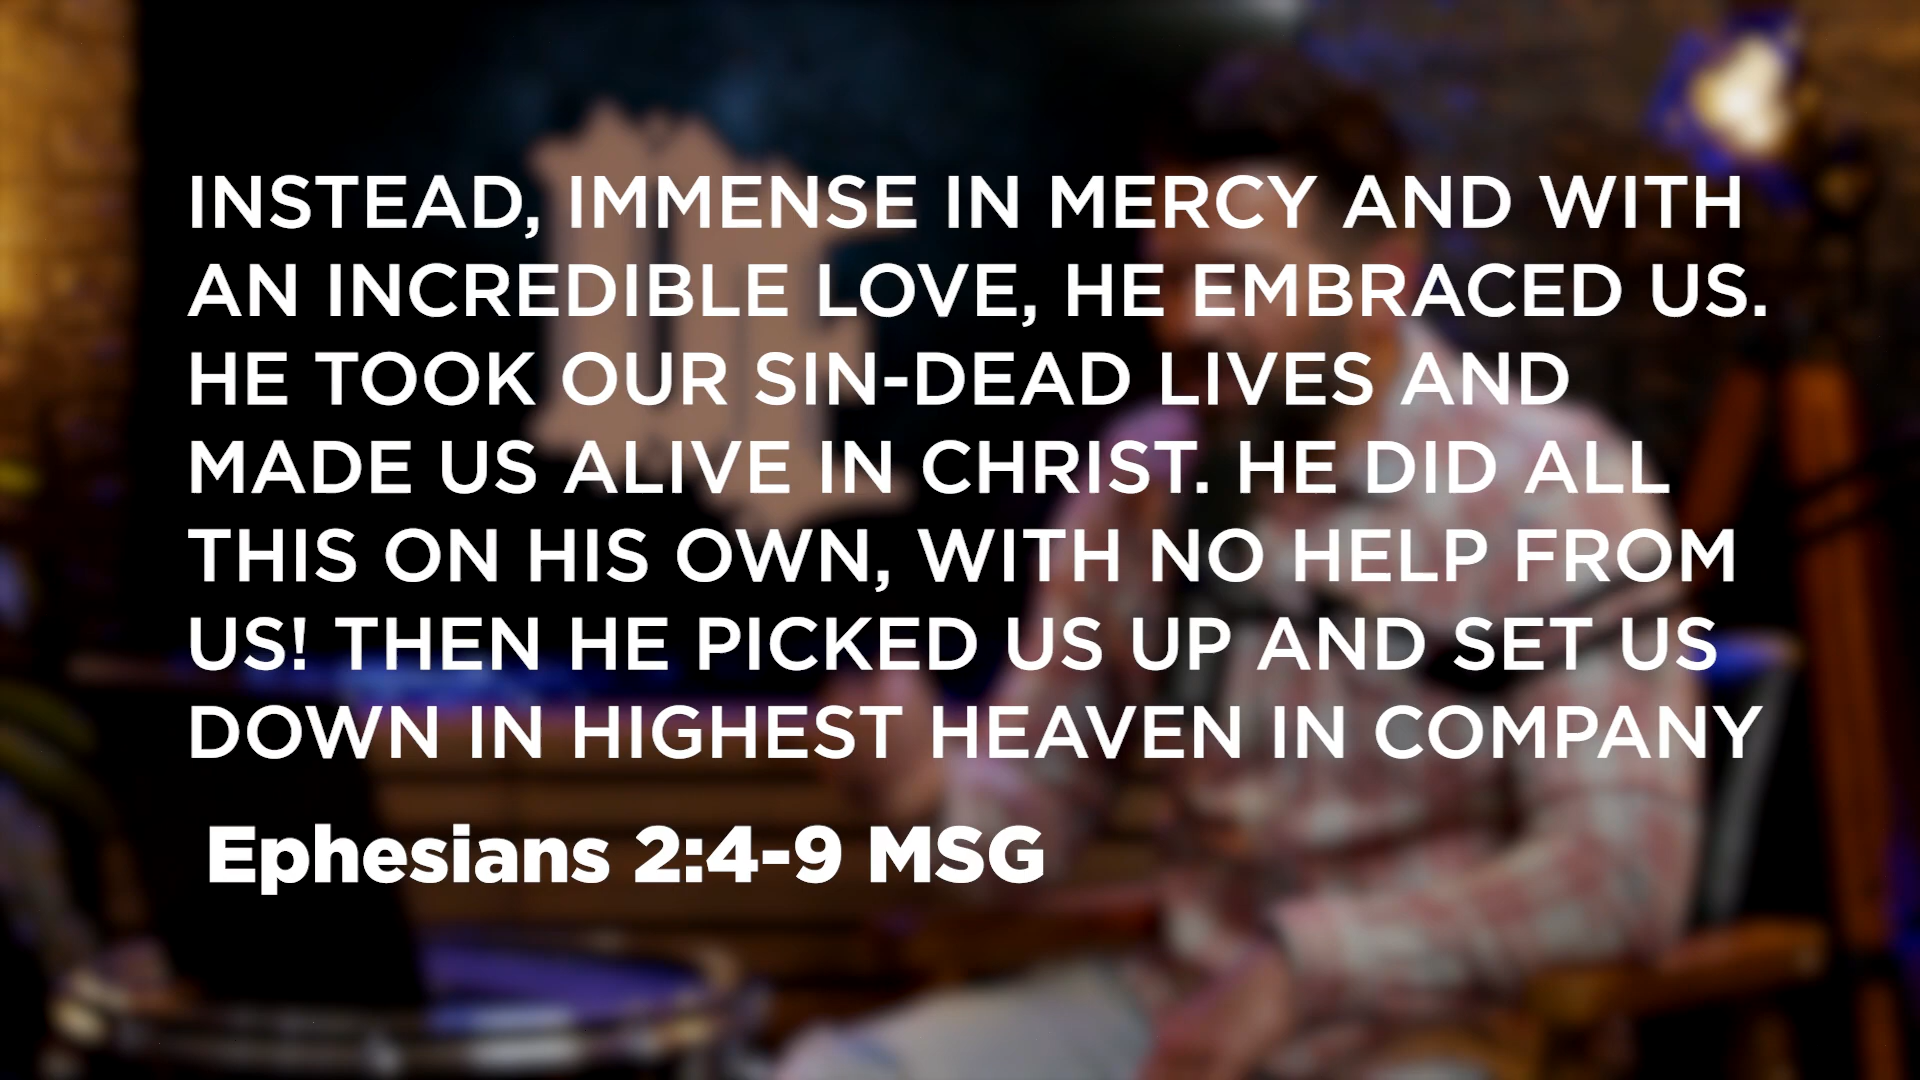 INSTEAD, IMMENSE IN MERCY AND WITH
AN INCREDIBLE LOVE, HE EMBRACED US.
HE TOOK OUR SIN-DEAD LIVES AND
MADE US ALIVE IN CHRIST. HE DID ALL
THIS ON HIS OWN, WITH NO HELP FROM
US! THEN HE PICKED US UP AND SET US
DOWN IN HIGHEST HEAVEN IN COMPANY
Ephesians 2:4-9 MSG